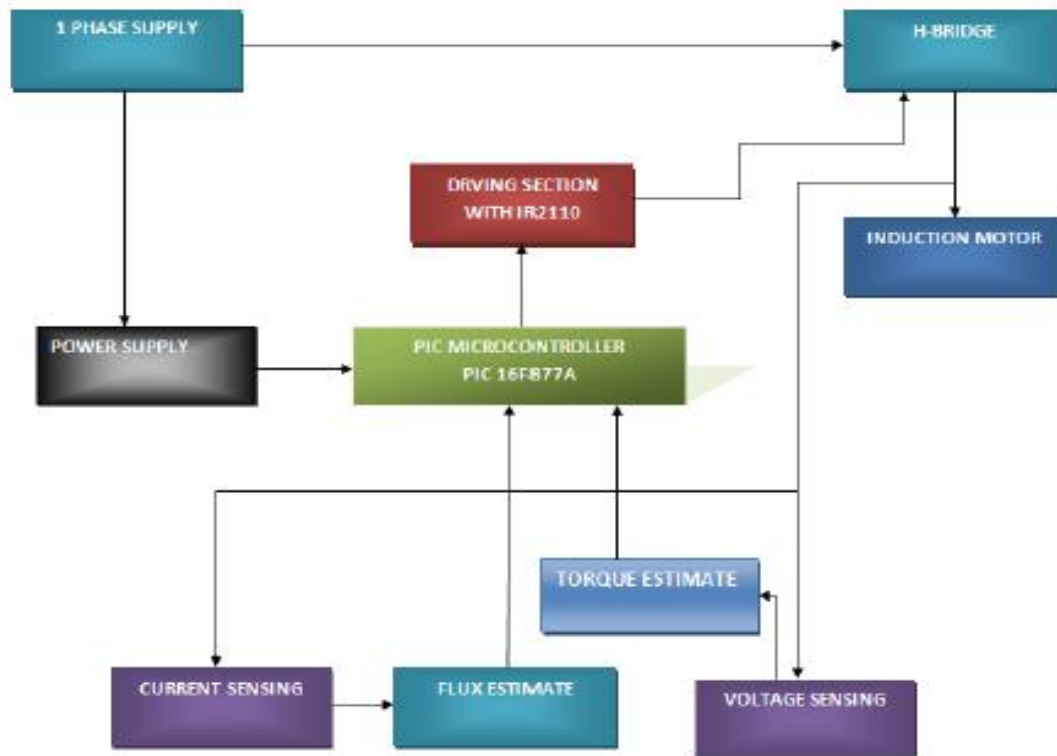 1 PHASE SUPPLY
H-BRIDGE
DRVING SECTION
WITH IR2110
INDUCTION MOTOR
POWER SUPPLY
PIC MICROCONTROLLER
PIC 16F877A
TORQUE ESTIMATE
CURRENT SENSING
FLUX ESTIMATE
VOLTAGE SENSING